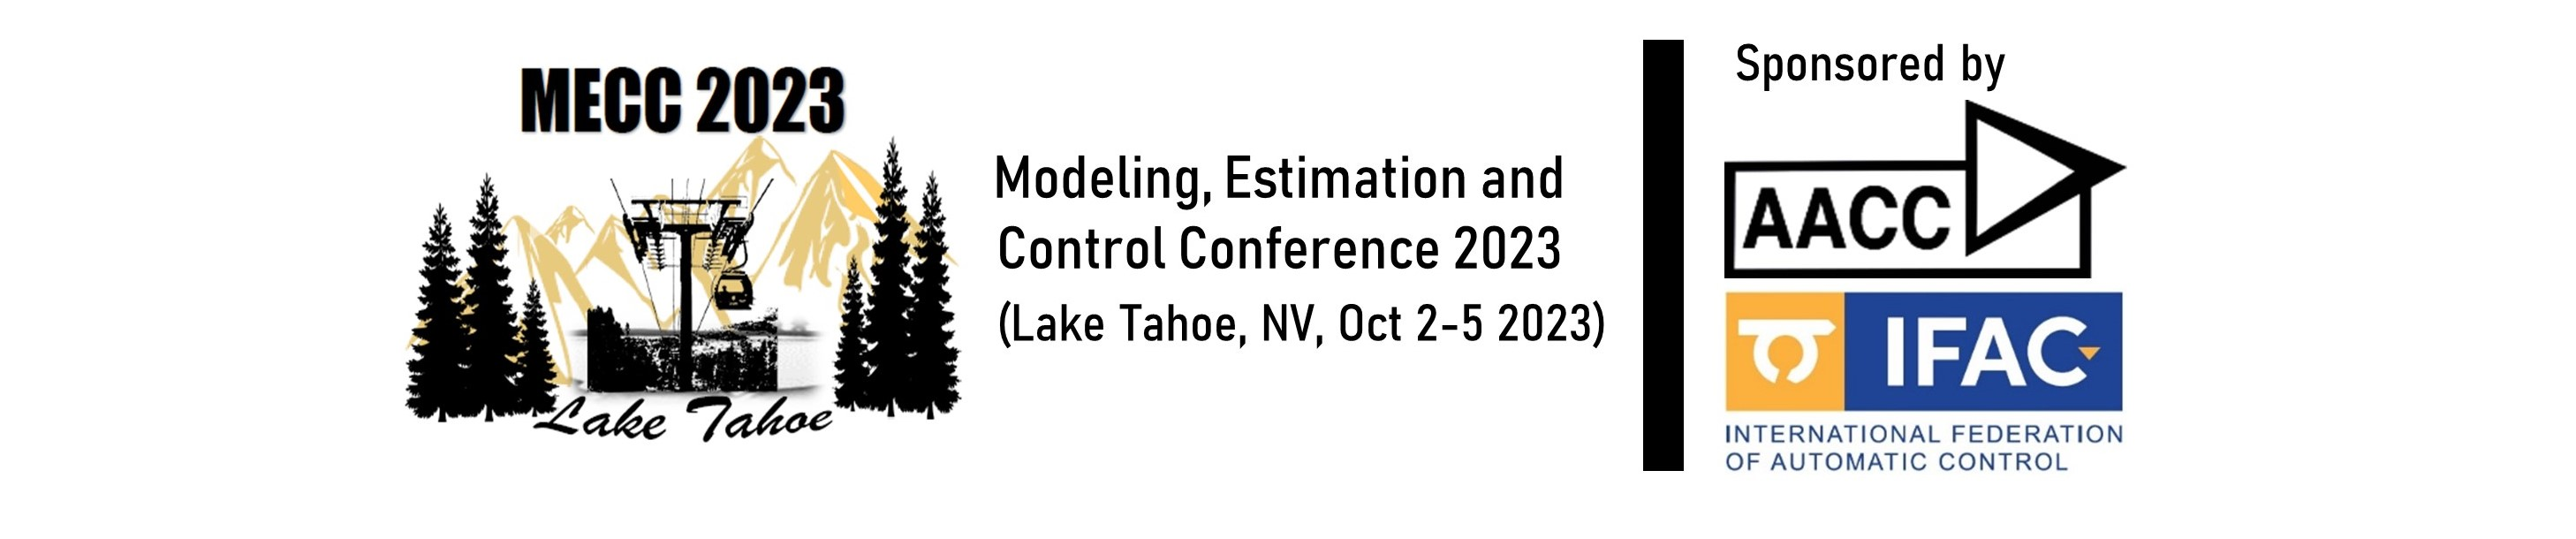 MECC 2023
Lake Tahoe
Modeling, Estimation and
Control Conference 2023
(Lake Tahoe, NV, Oct 2-5 2023)
Sponsored by
AACC
IFAC
INTERNATIONAL FEDERATION
OF AUTOMATIC CONTROL